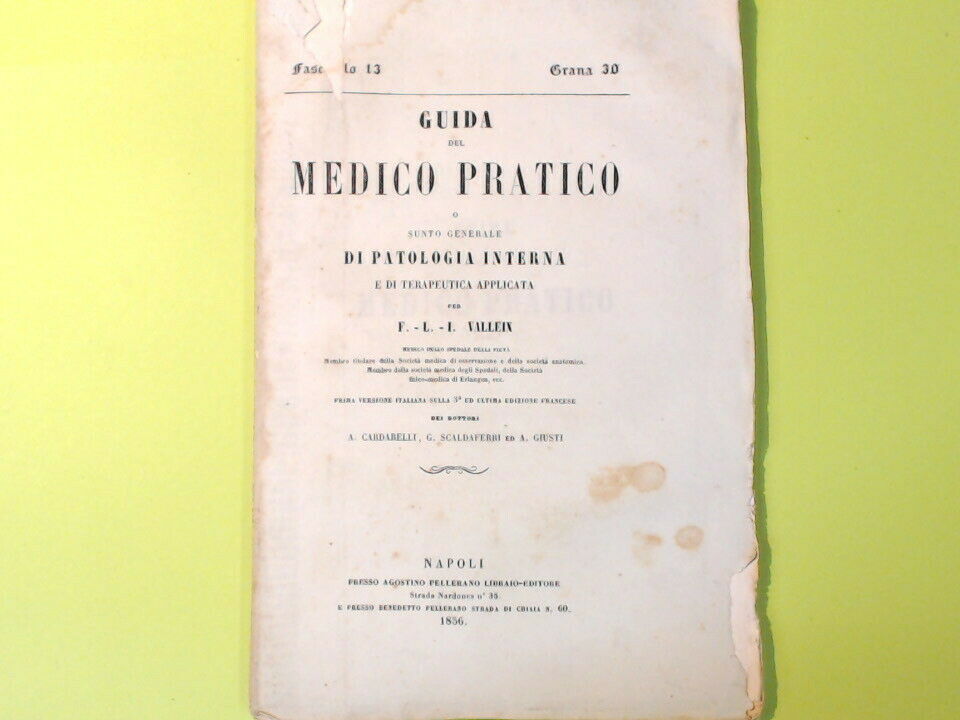 Fasc lo 13 Grana 30
GUIDA
DEL
MEDICO PRATICO
O
SUNTO GENERALE
DI PATOLOGIA INTERNA
E DI TERAPEUTICA APPLICATA
PER
F. - L. - I. VALLEIX
MEDICO DELLO SPEDALE DELLA PIETÀ
Membro titolare della Società medica di osservazione e della società anatomica.
Membro della società medica degli Spedali, della Società
fisico-medica di Erlangen, ecc.
PRIMA VERSIONE ITALIANA SULLA 3ª ED ULTIMA EDIZIONE FRANCESE
DEI DOTTORI
A. CARDARELLI, G. SCALDAFERRI ED A. GIUSTI
NAPOLI
PRESSO AGOSTINO PELLERANO LIBRAIO-EDITORE
Strada Nardones n° 35.
E PRESSO BENEDETTO PELLERANO STRADA DI CHIAIA N. 60.
1856.